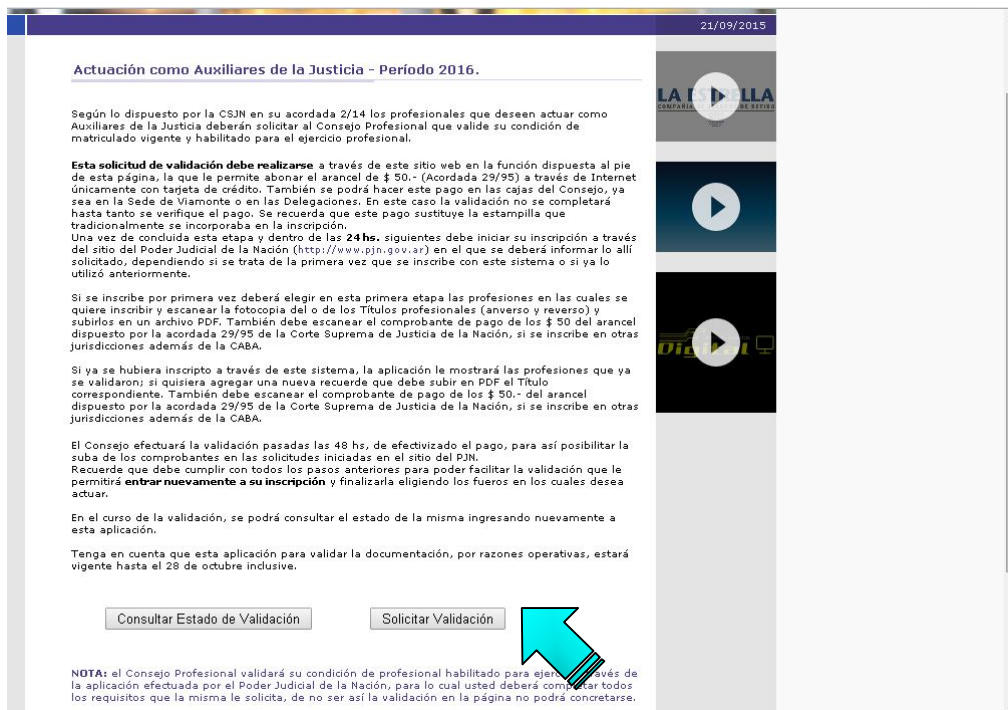 21/09/2015
Actuación como Auxiliares de la Justicia - Período 2016.
Según lo dispuesto por la CSJN en su acordada 2/14 los profesionales que deseen actuar como
Auxiliares de la Justicia deberán solicitar al Consejo Profesional que valide su condición de
matriculado vigente y habilitado para el ejercicio profesional.
Esta solicitud de validación debe realizarse a través de este sitio web en la función dispuesta al pie
de esta página, la que le permite abonar el arancel de $ 50.- (Acordada 29/95) a través de Internet
únicamente con tarjeta de crédito. También se podrá hacer este pago en las cajas del Consejo, ya
sea en la Sede de Viamonte o en las Delegaciones. En este caso la validación no se completará
hasta tanto se verifique el pago. Se recuerda que este pago sustituye la estampilla que
tradicionalmente se incorporaba en la inscripción.
Una vez de concluida esta etapa y dentro de las 24 hs. siguientes debe iniciar su inscripción a través
del sitio del Poder Judicial de la Nación (http://www.pjn.gov.ar) en el que se deberá informar lo allí
solicitado, dependiendo si se trata de la primera vez que se inscribe con este sistema o si ya lo
utilizó anteriormente.
Si se inscribe por primera vez deberá elegir en esta primera etapa las profesiones en las cuales se
quiere inscribir y escanear la fotocopia del o de los Títulos profesionales (anverso y reverso) y
subirlos en un archivo PDF. También debe escanear el comprobante de pago de los $ 50 del arancel
dispuesto por la acordada 29/95 de la Corte Suprema de Justicia de la Nación, si se inscribe en otras
jurisdicciones además de la CABA.
Si ya se hubiera inscripto a través de este sistema, la aplicación le mostrará las profesiones que ya
se validaron; si quisiera agregar una nueva recuerde que debe subir en PDF el Título
correspondiente. También debe escanear el comprobante de pago de los $ 50.- del arancel
dispuesto por la acordada 29/95 de la Corte Suprema de Justicia de la Nación, si se inscribe en otras
jurisdicciones además de la CABA.
El Consejo efectuará la validación pasadas las 48 hs, de efectivizado el pago, para así posibilitar la
suba de los comprobantes en las solicitudes iniciadas en el sitio del PJN.
Recuerde que debe cumplir con todos los pasos anteriores para poder facilitar la validación que le
permitirá entrar nuevamente a su inscripción y finalizarla eligiendo los fueros en los cuales desea
actuar.
En el curso de la validación, se podrá consultar el estado de la misma ingresando nuevamente a
esta aplicación.
Tenga en cuenta que esta aplicación para validar la documentación, por razones operativas, estará
vigente hasta el 28 de octubre inclusive.
Consultar Estado de Validación Solicitar Validación
NOTA: el Consejo Profesional validará su condición de profesional habilitado para a través de
la aplicación efectuada por el Poder Judicial de la Nación, para lo cual usted deberá completar todos
los requisitos que la misma le solicita, de no ser así la validación en la página no podrá concretarse.
LA ESTRELLA
Digital